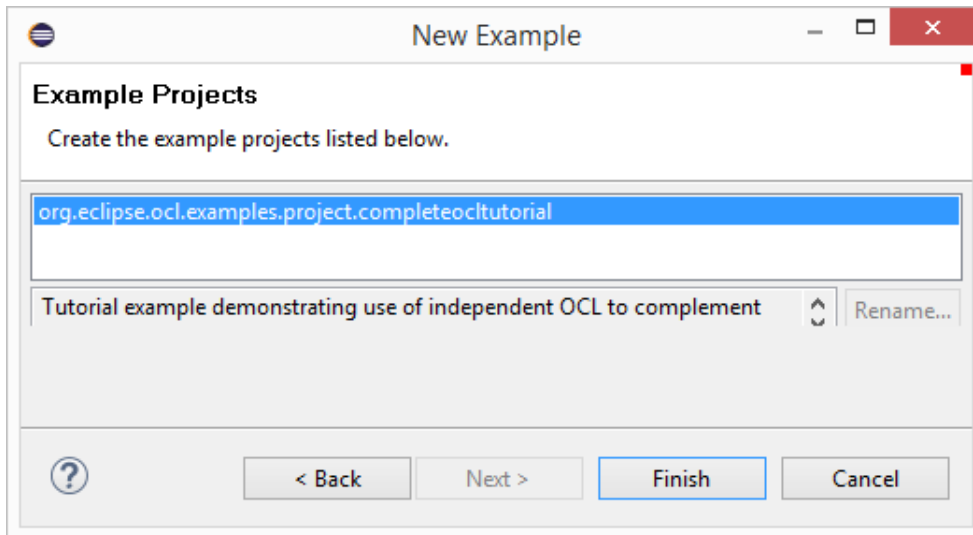 New Example
Example Projects
Create the example projects listed below.
org.eclipse.ocl.examples.project.completeocltutorial
Tutorial example demonstrating use of independent OCL to complement
Rename...
< Back
Next >
Finish
Cancel